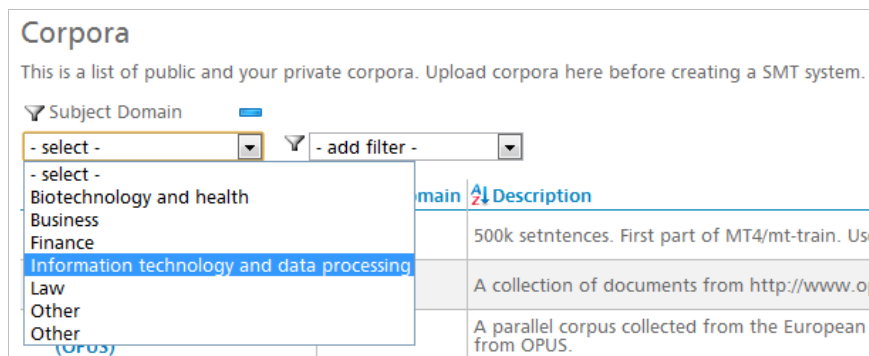 Corpora
This is a list of public and your private corpora. Upload corpora here before creating a SMT system.
Subject Domain
- select -
- add filter -
- select -
Biotechnology and health
Business
Finance
Information technology and data processing
Law
Other
Other
main
Description
500k setntences. First part of MT4/mt-train. Us
A collection of documents from http://www.o
A parallel corpus collected from the European
from OPUS.
(OPUS)